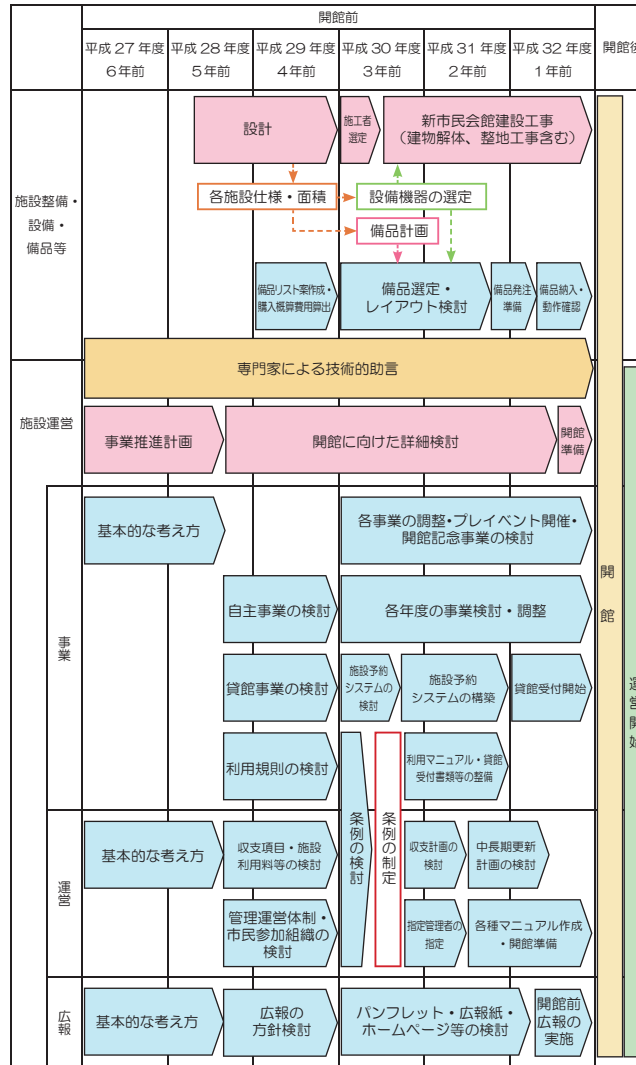 開館前
開館後
平成 27 年度
6年前
平成 28 年度
5年前
平成 29 年度
4年前
平成 30 年度
3年前
平成 31 年度
2年前
平成 32 年度
1年前
施設整備・
設備・
備品等
設計
施工者
選定
新市民会館建設工事
（建物解体、整地工事含む）
各施設仕様・面積
設備機器の選定
備品計画
備品リスト案作成・
購入概算費用算出
備品選定・
レイアウト検討
備品発注
準備
備品納入・
動作確認
専門家による技術的助言
施設運営
事業推進計画
開館に向けた詳細検討
開館
準備
事業
基本的な考え方
各事業の調整・プレイベント開催・
開館記念事業の検討
自主事業の検討
各年度の事業検討・調整
貸館事業の検討
施設予約
システムの
検討
施設予約
システムの構築
貸館受付開始
利用規則の検討
条例の検討
条例の制定
利用マニュアル・貸館
受付書類等の整備
運営
基本的な考え方
収支項目・施設
利用料等の検討
収支計画の
検討
中長期更新
計画の検討
管理運営体制・
市民参加組織の
検討
指定管理者の
指定
各種マニュアル作成
・開館準備
広報
基本的な考え方
広報の
方針検討
パンフレット・広報紙・
ホームページ等の検討
開館前
広報の
実施
開館
運営開始